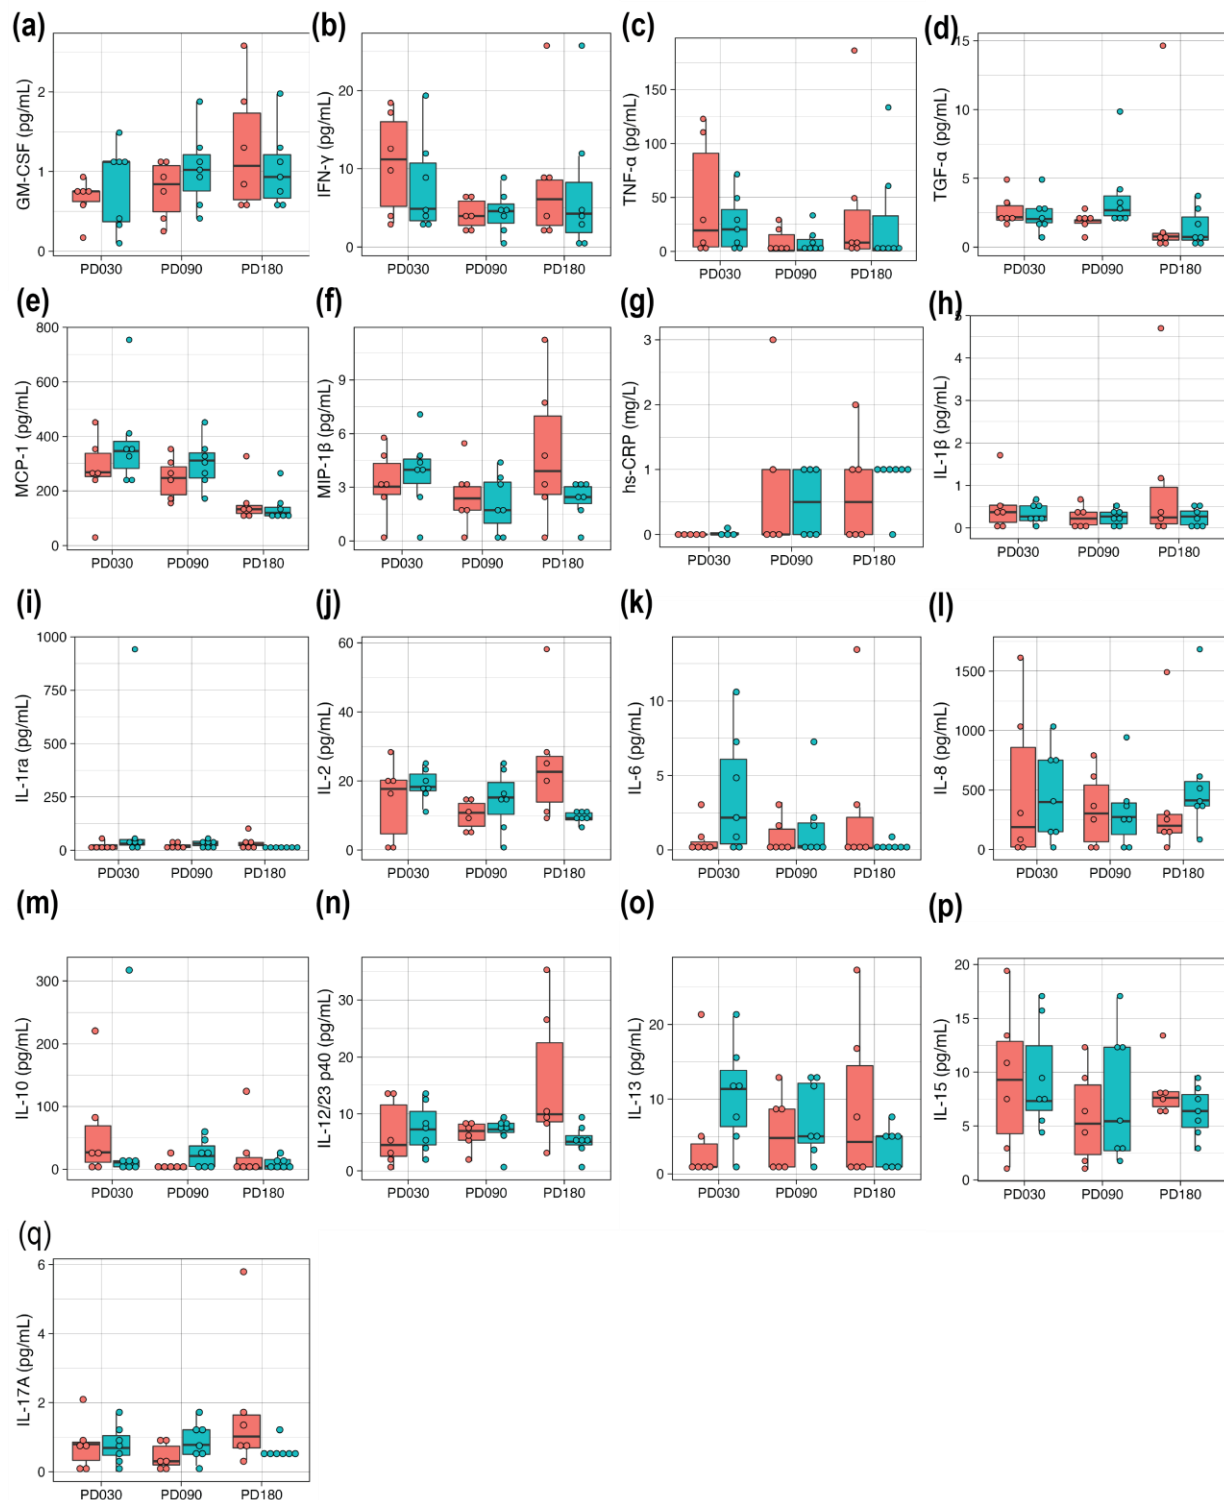 (a) (b) (c) (d)
GM-CSF (pg/mL)
2
1
0
PD030 PD090 PD180
IFN-γ (pg/mL)
20
10
0
PD030 PD090 PD180
TNF-α (pg/mL)
150
100
50
0
PD030 PD090 PD180
TGF-α (pg/mL)
15
10
5
0
PD030 PD090 PD180
(e) (f) (g) (h)
MCP-1 (pg/mL)
800
600
400
200
0
PD030 PD090 PD180
MIP-1β (pg/mL)
9
6
3
0
PD030 PD090 PD180
hs-CRP (mg/L)
3
2
1
0
PD030 PD090 PD180
IL-1β (pg/mL)
5
4
3
2
1
0
PD030 PD090 PD180
(i) (j) (k) (l)
IL-1ra (pg/mL)
1000
750
500
250
0
PD030 PD090 PD180
IL-2 (pg/mL)
60
40
20
0
PD030 PD090 PD180
IL-6 (pg/mL)
10
5
0
PD030 PD090 PD180
IL-8 (pg/mL)
1500
1000
500
0
PD030 PD090 PD180
(m) (n) (o) (p)
IL-10 (pg/mL)
300
200
100
0
PD030 PD090 PD180
IL-12/23 p40 (pg/mL)
30
20
10
0
PD030 PD090 PD180
IL-13 (pg/mL)
20
10
0
PD030 PD090 PD180
IL-15 (pg/mL)
20
15
10
5
0
PD030 PD090 PD180
(q)
IL-17A (pg/mL)
6
4
2
0
PD030 PD090 PD180